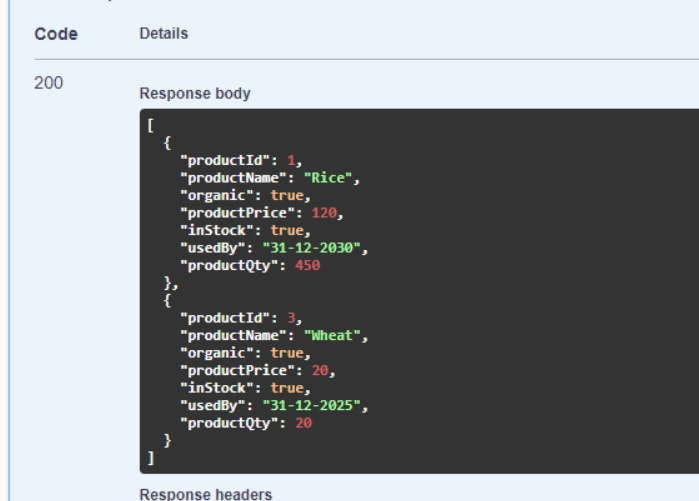 Code Details
200
Response body
[
  {
    "productId": 1,
    "productName": "Rice",
    "organic": true,
    "productPrice": 120,
    "inStock": true,
    "usedBy": "31-12-2030",
    "productQty": 450
  },
  {
    "productId": 3,
    "productName": "Wheat",
    "organic": true,
    "productPrice": 20,
    "inStock": true,
    "usedBy": "31-12-2025",
    "productQty": 20
  }
]
Response headers